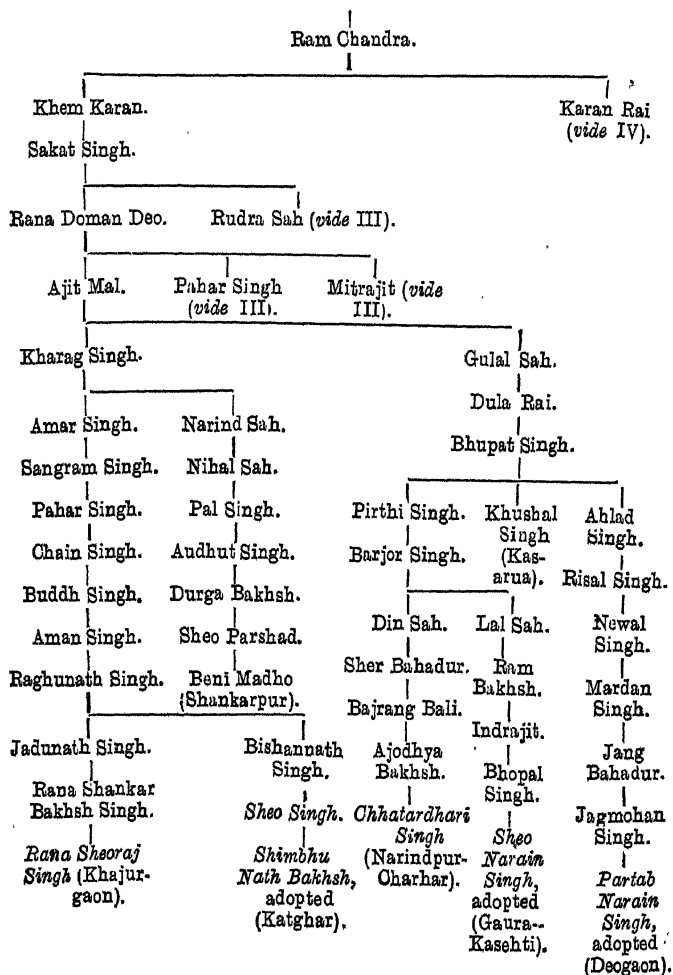 Ram Chandra.
Khem Karan.
Karan Rai
(vide IV).
Sakat Singh.
Rana Doman Deo. Rudra Sah (vide III).
Ajit Mal.
Pahar Singh
(vide III).
Mitrajit (vide
III).
Kharag Singh.
Gulal Sah.
Dula Rai.
Bhupat Singh.
Amar Singh. Narind Sah.
Sangram Singh. Nihal Sah.
Pahar Singh. Pal Singh.
Chain Singh. Audhut Singh.
Buddh Singh. Durga Bakhsh.
Aman Singh. Sheo Parshad.
Raghunath Singh. Beni Madho
(Shankarpur).
Jadunath Singh.
Rana Shankar
Bakhsh Singh.
Rana Sheoraj
Singh (Khajur-
gaon).
Bishannath
Singh.
Sheo Singh.
Shimbhu
Nath Bakhsh,
adopted
(Katghar).
Pirthi Singh.
Barjor Singh.
Khushal
Singh
(Kas-
arua).
Din Sah.
Sher Bahadur.
Bajrang Bali.
Ajodhya
Bakhsh.
Chhatardhari
Singh
(Narindpur-
Charhar).
Lal Sah.
Ram
Bakhsh.
Indrajit.
Bhopal
Singh.
Sheo
Narain
Singh,
adopted
(Gaura--
Kasehti).
Ahlad
Singh.
Risal Singh.
Newal
Singh.
Mardan
Singh.
Jang
Bahadur.
Jagmohan
Singh.
Partab
Narain
Singh,
adopted
(Deogaon).